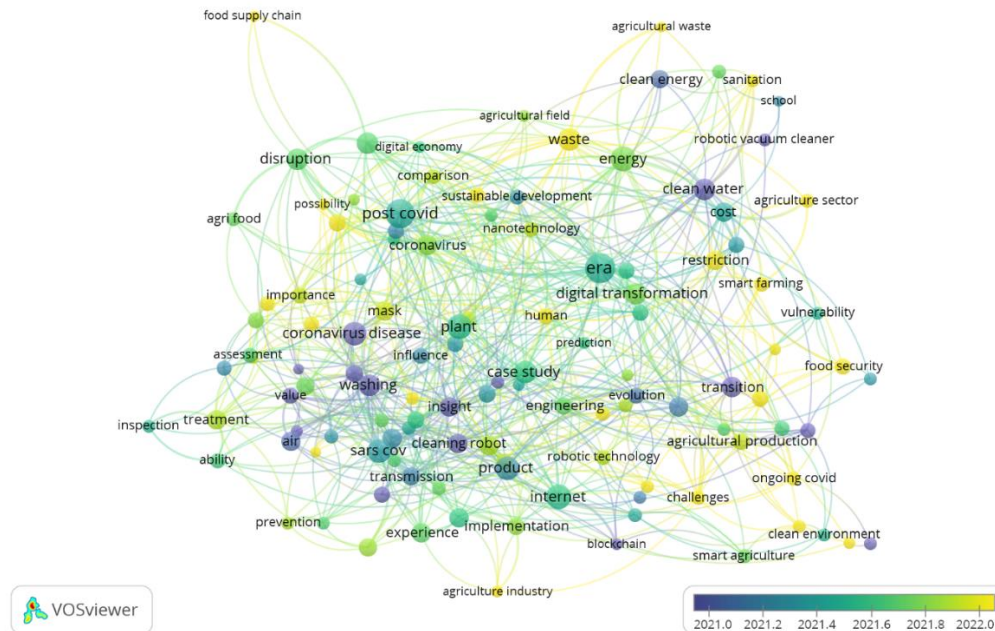 food supply chain
agricultural waste
clean energy
sanitation
school
agricultural field
waste
robotic vacuum cleaner
digital economy
disruption
energy
comparison
clean water
sustainable development
agriculture sector
possibility
post covid
cost
agri food
nanotechnology
coronavirus
restriction
era
smart farming
importance
digital transformation
mask
human
vulnerability
coronavirus disease
plant
prediction
assessment
influence
case study
food security
washing
transition
value
evolution
insight
engineering
treatment
inspection
air
cleaning robot
agricultural production
sars cov
robotic technology
ability
product
transmission
ongoing covid
internet
challenges
prevention
experience
implementation
clean environment
blockchain
smart agriculture
agriculture industry
VOSviewer
2021.0 2021.2 2021.4 2021.6 2021.8 2022.0